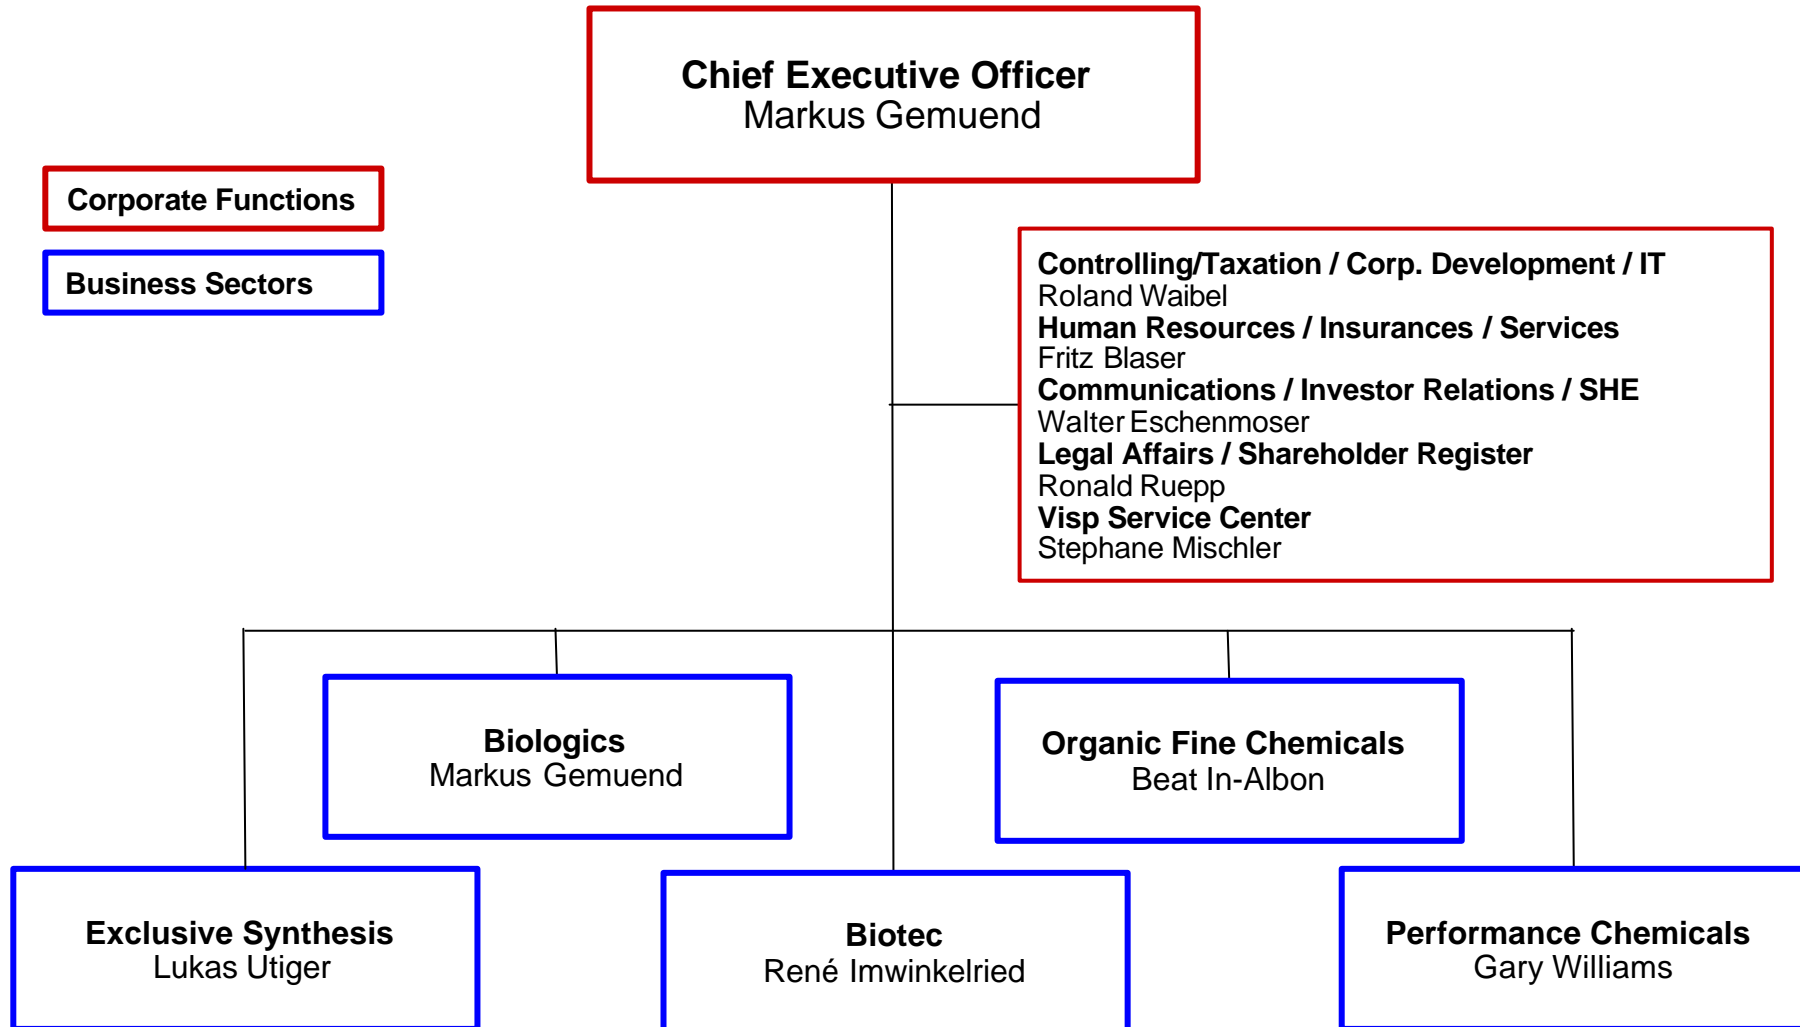 Chief Executive Officer
Markus Gemuend
Corporate Functions
Business Sectors
Controlling/Taxation / Corp. Development / IT
Roland Waibel
Human Resources / Insurances / Services
Fritz Blaser
Communications / Investor Relations / SHE
Walter Eschenmoser
Legal Affairs / Shareholder Register
Ronald Ruepp
Visp Service Center
Stephane Mischler
Biologics
Markus Gemuend
Organic Fine Chemicals
Beat In-Albon
Exclusive Synthesis
Lukas Utiger
Biotec
René Imwinkelried
Performance Chemicals
Gary Williams